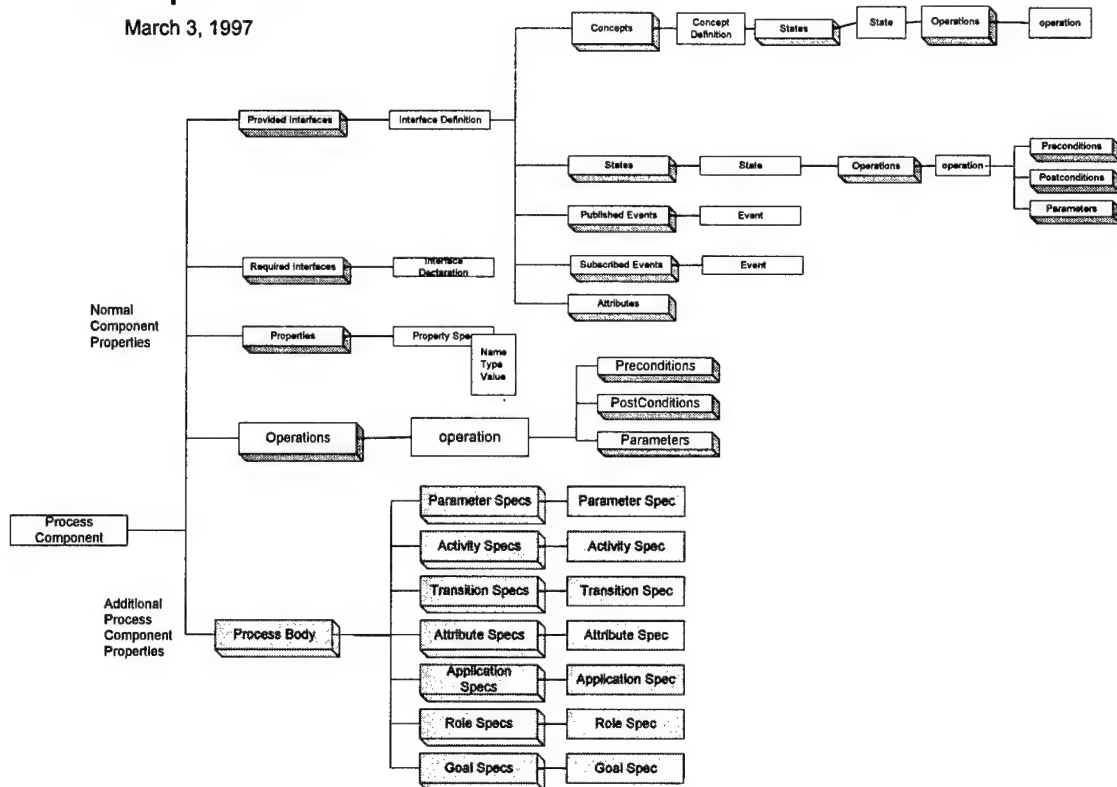 March 3, 1997
Concepts
Concept
Definition
States
State
Operations
operation
Provided Interfaces
Interface Definition
States
State
Operations
operation
Preconditions
Postconditions
Parameters
Published Events
Event
Required Interfaces
Interface
Declaration
Subscribed Events
Event
Attributes
Normal
Component
Properties
Properties
Property Spec
Name
Type
Value
Operations
operation
Preconditions
PostConditions
Parameters
Process
Component
Additional
Process
Component
Properties
Process Body
Parameter Specs
Parameter Spec
Activity Specs
Activity Spec
Transition Specs
Transition Spec
Attribute Specs
Attribute Spec
Application
Specs
Application Spec
Role Specs
Role Spec
Goal Specs
Goal Spec